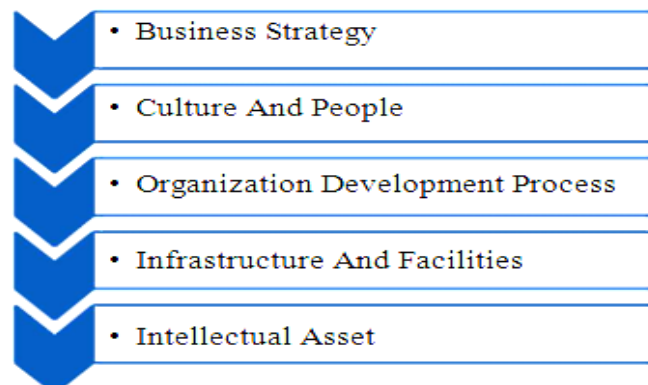 • Business Strategy
• Culture And People
• Organization Development Process
• Infrastructure And Facilities
• Intellectual Asset